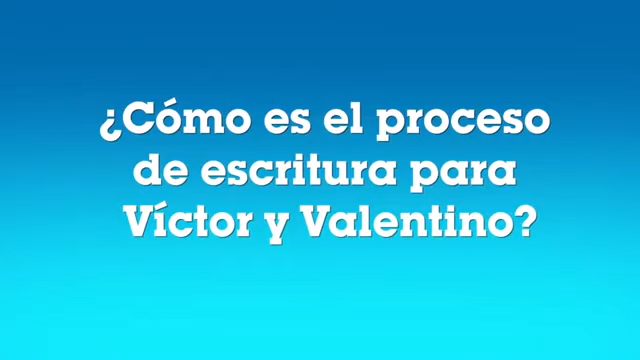 ¿Cómo es el proceso
de escritura para
Víctor y Valentino?